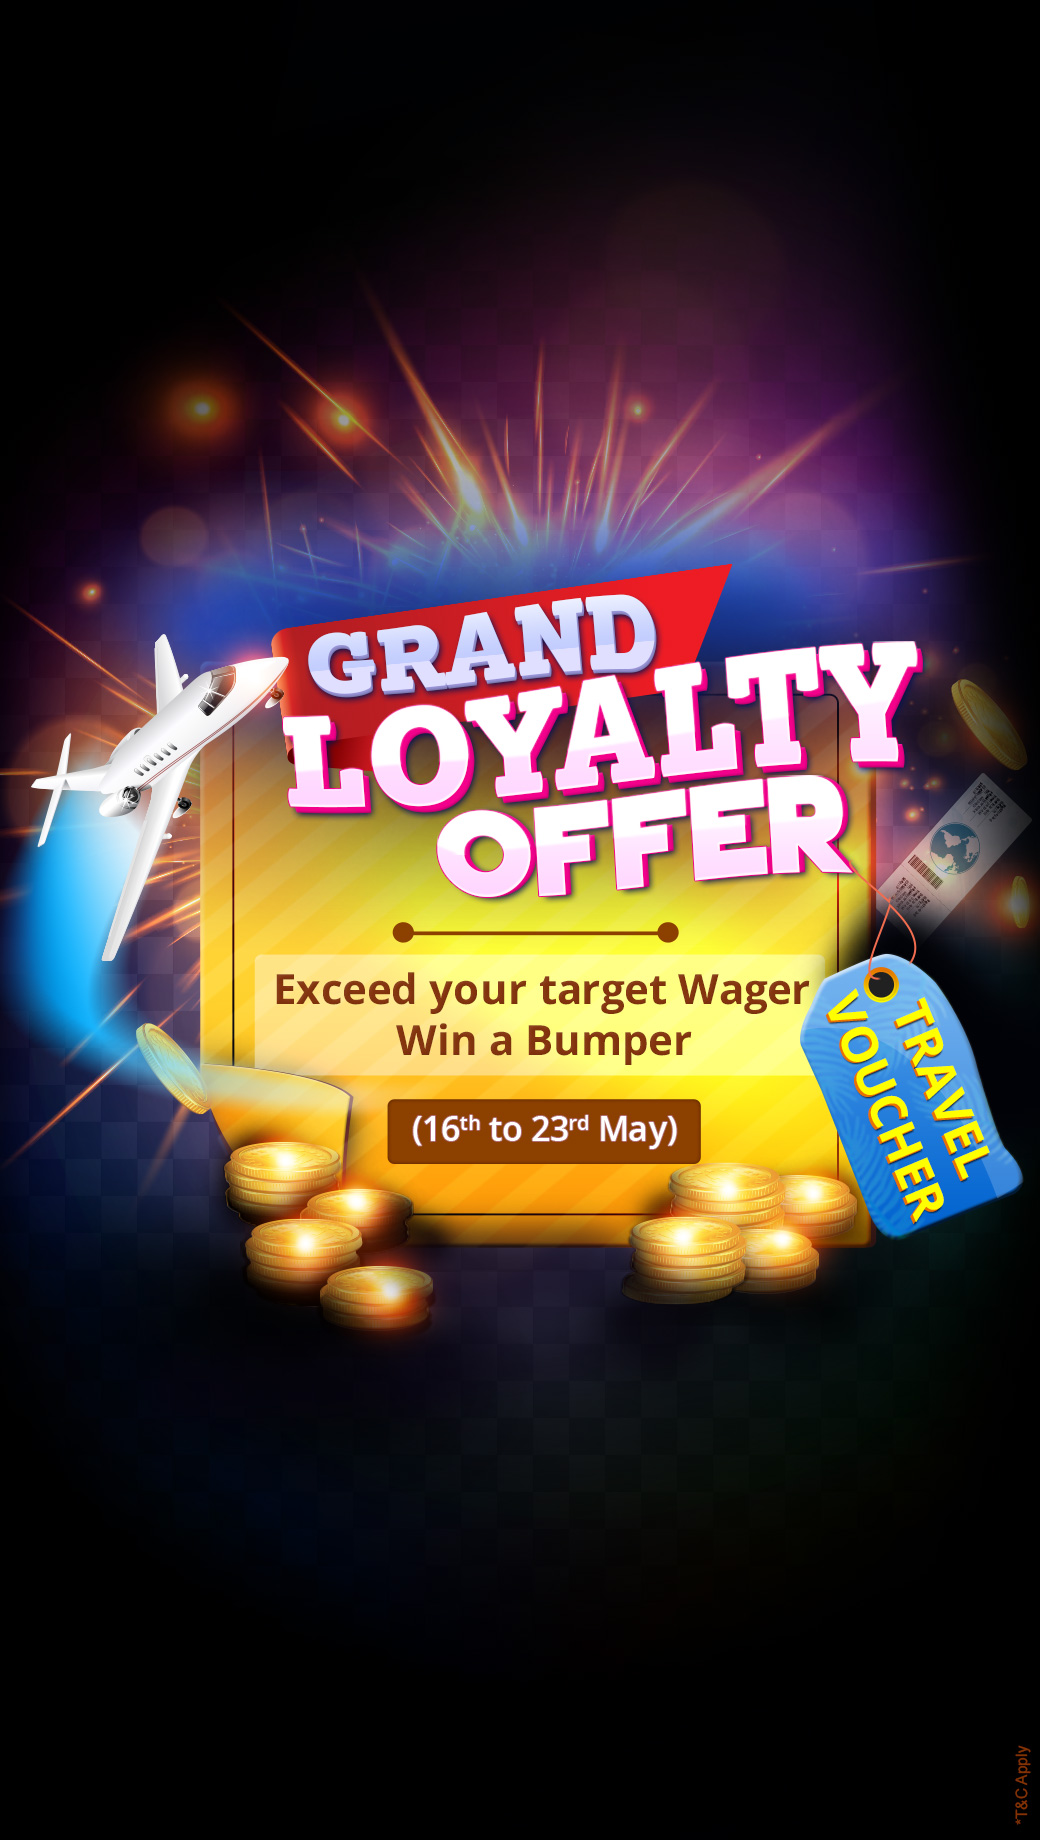 GRAND
LOYALTY
OFFER
Exceed your target Wager
Win a Bumper
TRAVEL
VOUCHER
(16th to 23rd May)
*T&C Apply